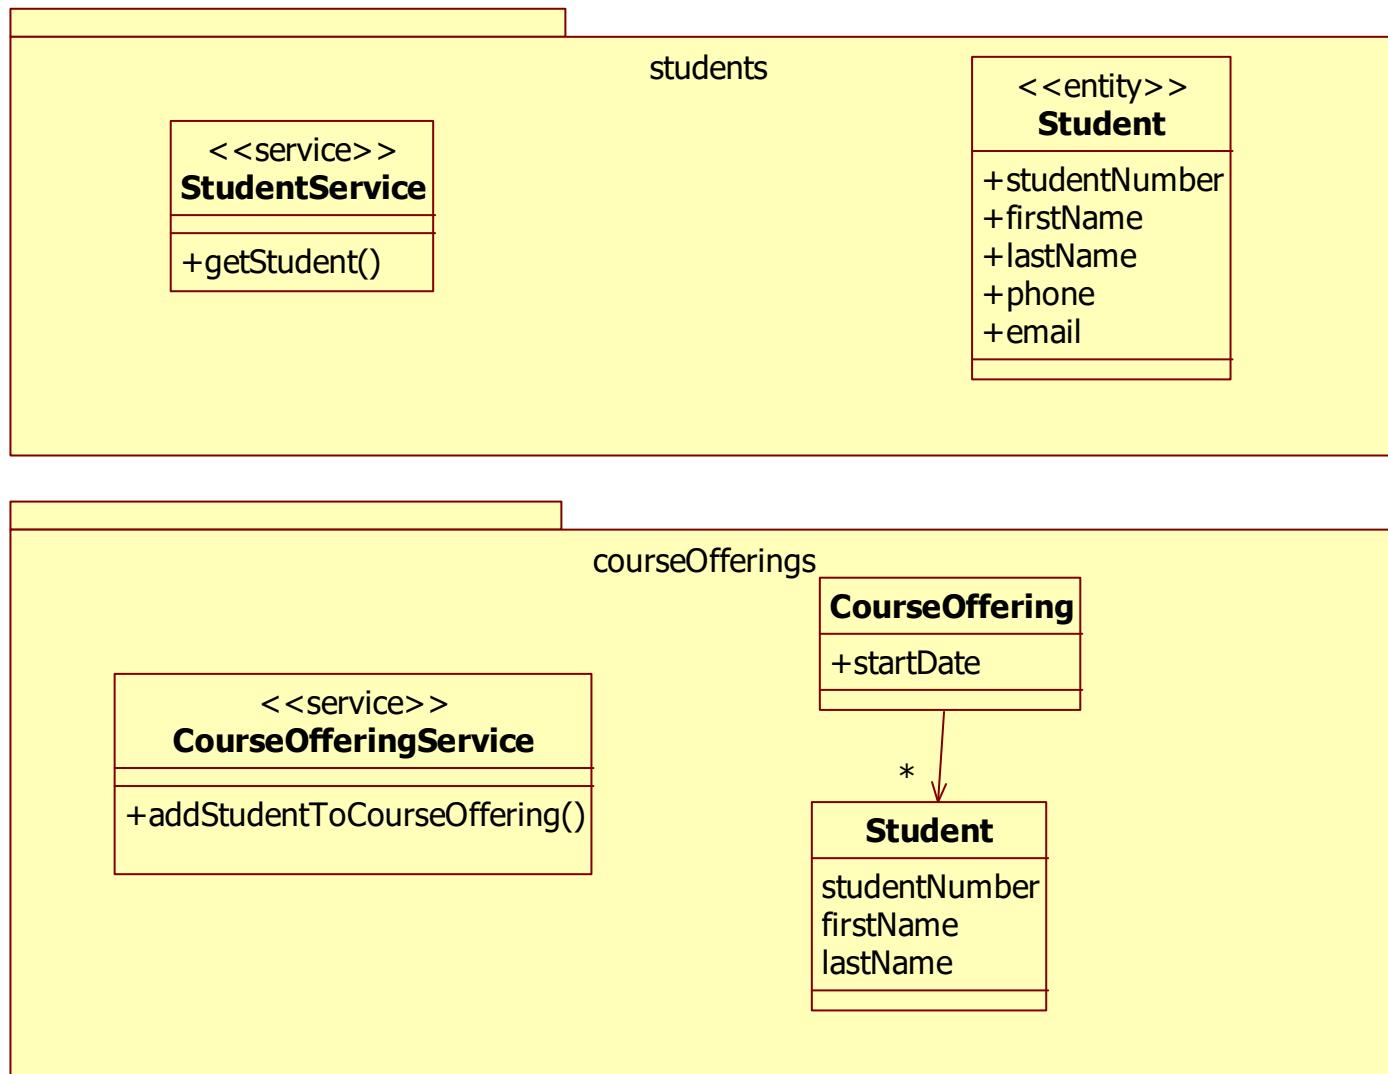 students
<<service>>
StudentService
+getStudent()
<<entity>>
Student
+studentNumber
+firstName
+lastName
+phone
+email
courseOfferings
<<service>>
CourseOfferingService
+addStudentToCourseOffering()
CourseOffering
+startDate
*
Student
studentNumber
firstName
lastName